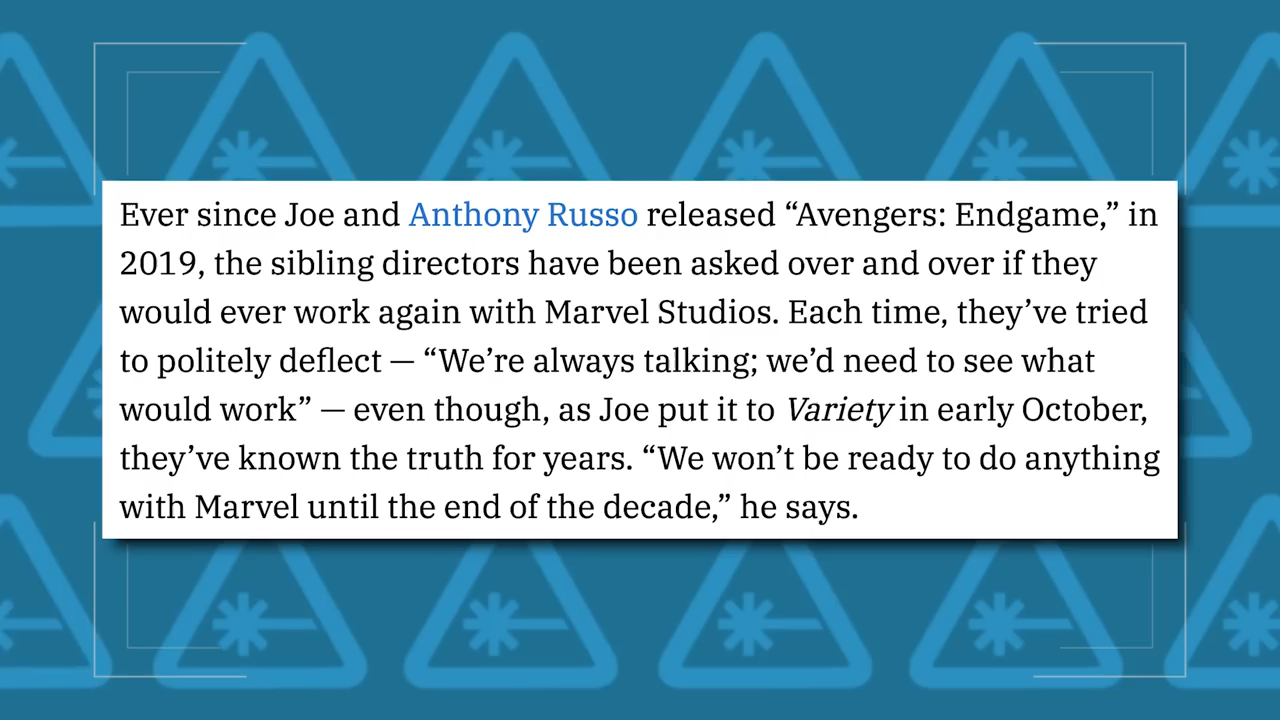 Ever since Joe and Anthony Russo released “Avengers: Endgame,” in
2019, the sibling directors have been asked over and over if they
would ever work again with Marvel Studios. Each time, they’ve tried
to politely deflect — “We’re always talking; we’d need to see what
would work” — even though, as Joe put it to Variety in early October,
they’ve known the truth for years. “We won’t be ready to do anything
with Marvel until the end of the decade,” he says.